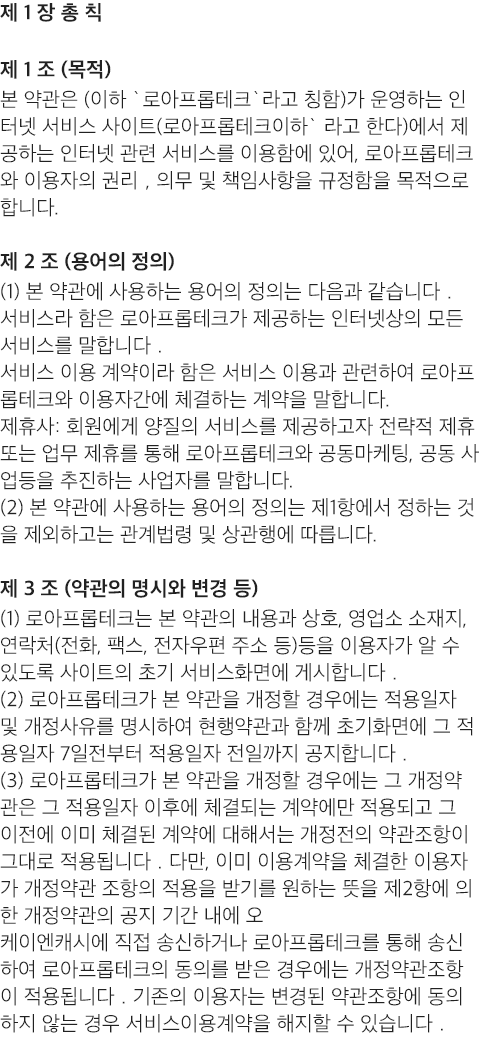 제 1 장 총 칙
제 1 조 (목적)
본 약관은 (이하 `로아프롭테크`라고 칭함)가 운영하는 인
터넷 서비스 사이트(로아프롭테크이하` 라고 한다)에서 제
공하는 인터넷 관련 서비스를 이용함에 있어, 로아프롭테크
와 이용자의 권리 , 의무 및 책임사항을 규정함을 목적으로
합니다.
제 2 조 (용어의 정의)
(1) 본 약관에 사용하는 용어의 정의는 다음과 같습니다 .
서비스라 함은 로아프롭테크가 제공하는 인터넷상의 모든
서비스를 말합니다 .
서비스 이용 계약이라 함은 서비스 이용과 관련하여 로아프
롭테크와 이용자간에 체결하는 계약을 말합니다.
제휴사: 회원에게 양질의 서비스를 제공하고자 전략적 제휴
또는 업무 제휴를 통해 로아프롭테크와 공동마케팅, 공동 사
업등을 추진하는 사업자를 말합니다.
(2) 본 약관에 사용하는 용어의 정의는 제1항에서 정하는 것
을 제외하고는 관계법령 및 상관행에 따릅니다.
제 3 조 (약관의 명시와 변경 등)
(1) 로아프롭테크는 본 약관의 내용과 상호, 영업소 소재지,
연락처(전화, 팩스, 전자우편 주소 등)등을 이용자가 알 수
있도록 사이트의 초기 서비스화면에 게시합니다 .
(2) 로아프롭테크가 본 약관을 개정할 경우에는 적용일자
및 개정사유를 명시하여 현행약관과 함께 초기화면에 그 적
용일자 7일전부터 적용일자 전일까지 공지합니다 .
(3) 로아프롭테크가 본 약관을 개정할 경우에는 그 개정약
관은 그 적용일자 이후에 체결되는 계약에만 적용되고 그
이전에 이미 체결된 계약에 대해서는 개정전의 약관조항이
그대로 적용됩니다 . 다만, 이미 이용계약을 체결한 이용자
가 개정약관 조항의 적용을 받기를 원하는 뜻을 제2항에 의
한 개정약관의 공지 기간 내에 오
케이엔캐시에 직접 송신하거나 로아프롭테크를 통해 송신
하여 로아프롭테크의 동의를 받은 경우에는 개정약관조항
이 적용됩니다 . 기존의 이용자는 변경된 약관조항에 동의
하지 않는 경우 서비스이용계약을 해지할 수 있습니다 .